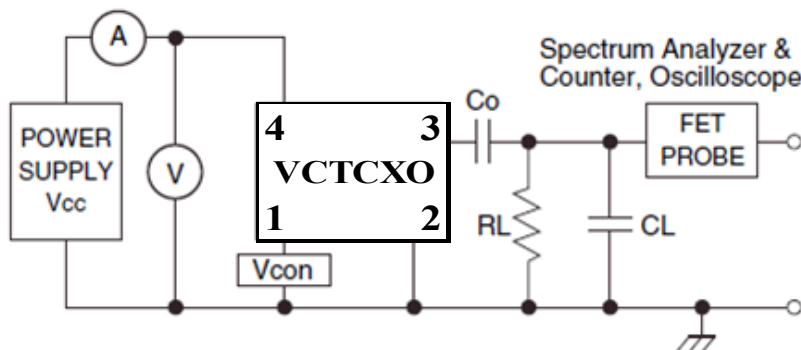 A
Spectrum Analyzer &
Counter, Oscilloscope
POWER
SUPPLY
Vcc
V
4 3
VCTCXO
1 2
Co
FET
PROBE
RL
CL
Vcon